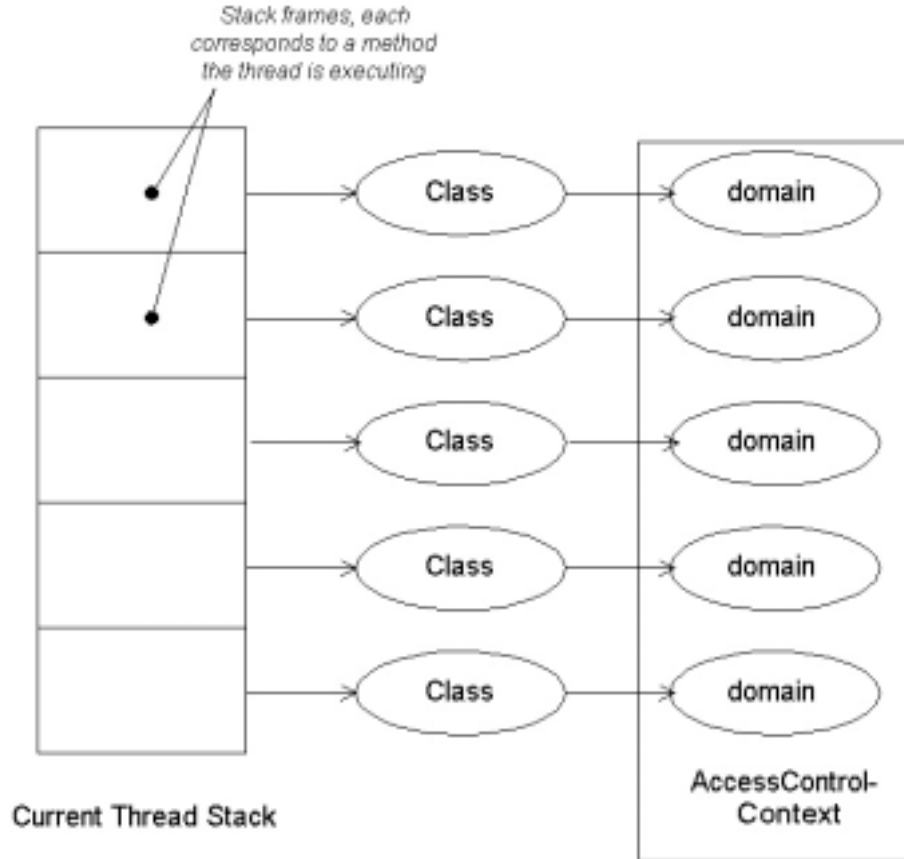 Stack frames, each
corresponds to a method
the thread is executing
Class
domain
Class
domain
Class
domain
Class
domain
Class
domain
Current Thread Stack
AccessControl-
Context